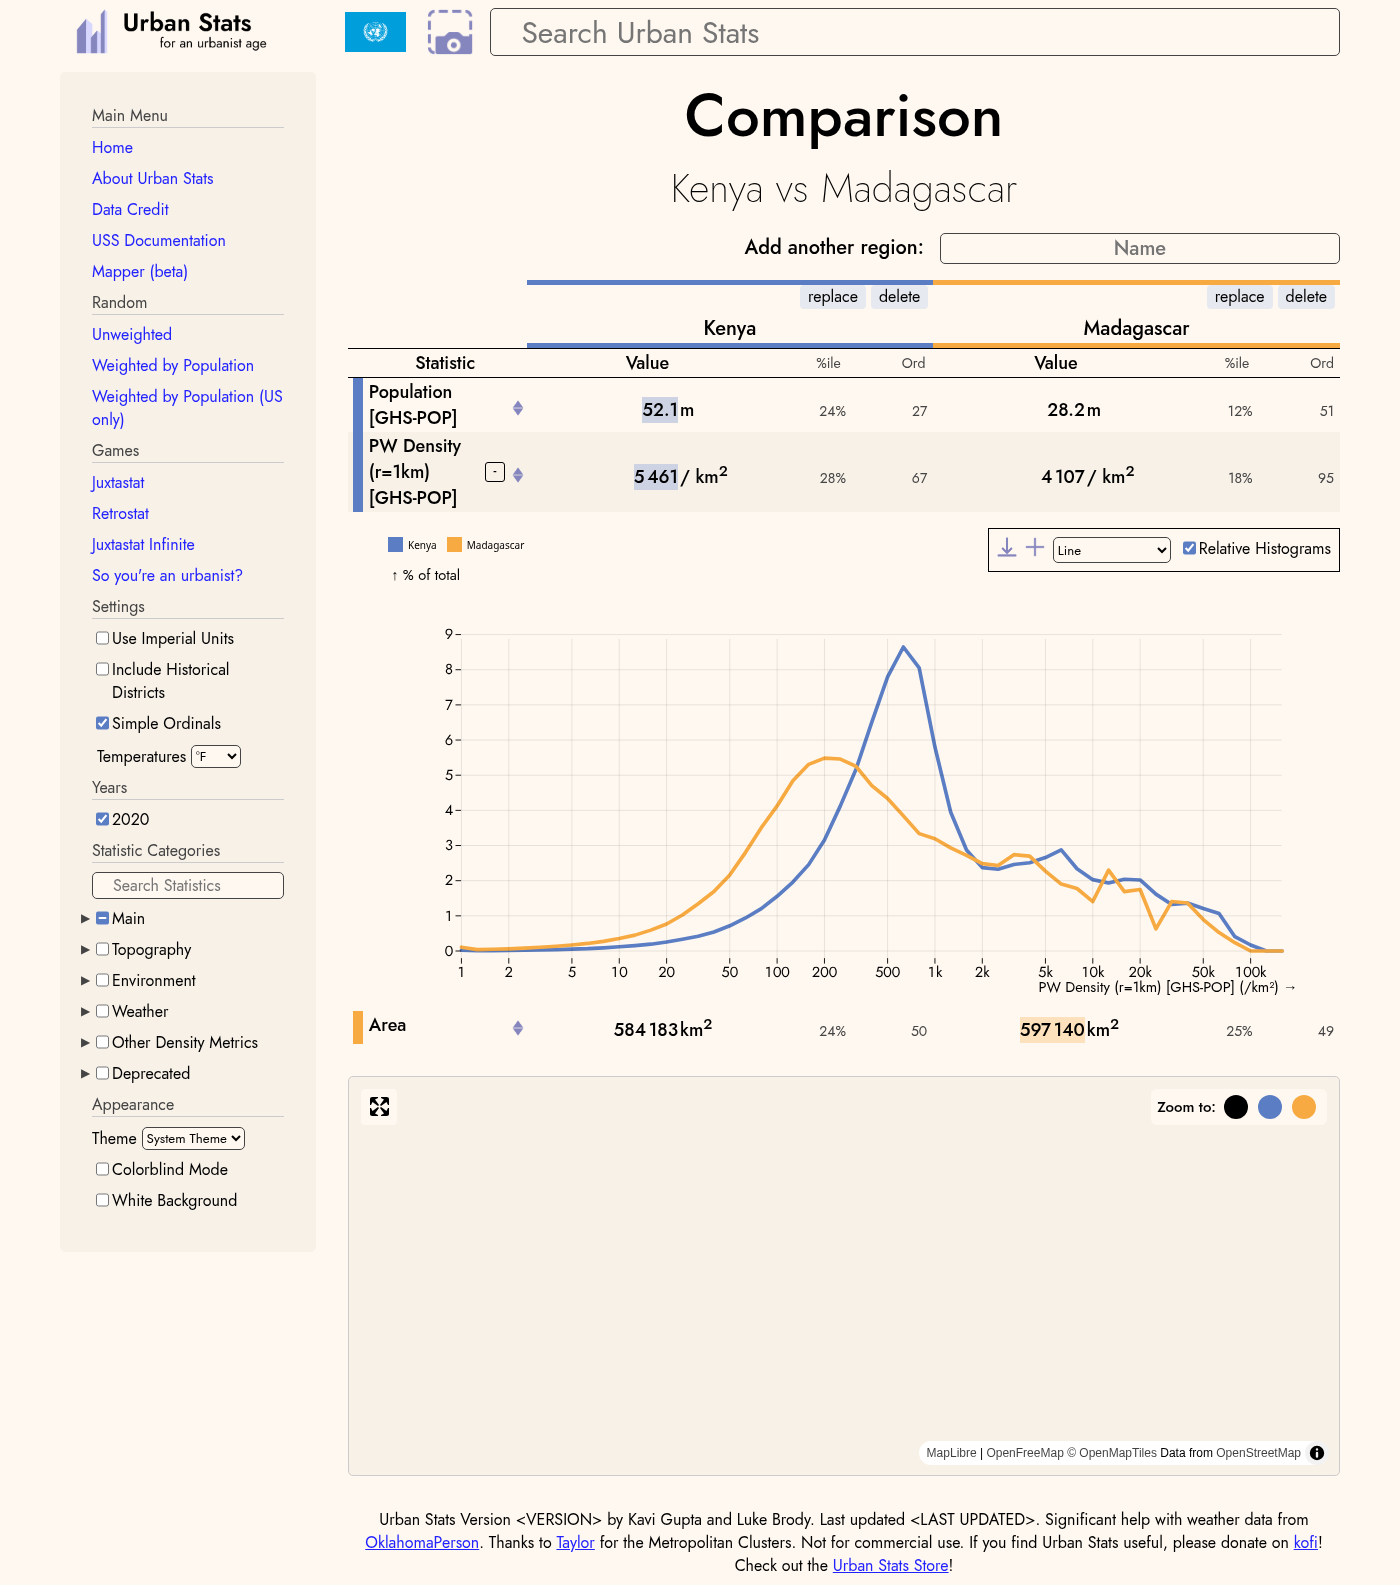 Urban Stats
for an urbanist age
Search Urban Stats
Main Menu
Home
About Urban Stats
Data Credit
USS Documentation
Mapper (beta)
Random
Unweighted
Weighted by Population
Weighted by Population (US
only)
Games
Juxtastat
Retrostat
Juxtastat Infinite
So you're an urbanist?
Settings
Use Imperial Units
Include Historical
Districts
Simple Ordinals
Temperatures °F
Years
2020
Statistic Categories
Search Statistics
Main
Topography
Environment
Weather
Other Density Metrics
Deprecated
Appearance
Theme System Theme
Colorblind Mode
White Background
Comparison
Kenya vs Madagascar
Add another region: Name
replace delete replace delete
Kenya Madagascar
Statistic Value %ile Ord Value %ile Ord
Population
[GHS-POP] 52.1 m 24% 27 28.2 m 12% 51
PW Density
(r=1km)
[GHS-POP] - 5 461 / km² 28% 67 4 107 / km² 18% 95
Kenya Madagascar
Line Relative Histograms
↑ % of total
9
8
7
6
5
4
3
2
1
0
1 2 5 10 20 50 100 200 500 1k 2k 5k 10k 20k 50k 100k
PW Density (r=1km) [GHS-POP] (/km²) →
Area 584 183 km² 24% 50 597 140 km² 25% 49
Zoom to:
MapLibre | OpenFreeMap © OpenMapTiles Data from OpenStreetMap
Urban Stats Version <VERSION> by Kavi Gupta and Luke Brody. Last updated <LAST UPDATED>. Significant help with weather data from
OklahomaPerson. Thanks to Taylor for the Metropolitan Clusters. Not for commercial use. If you find Urban Stats useful, please donate on kofi!
Check out the Urban Stats Store!